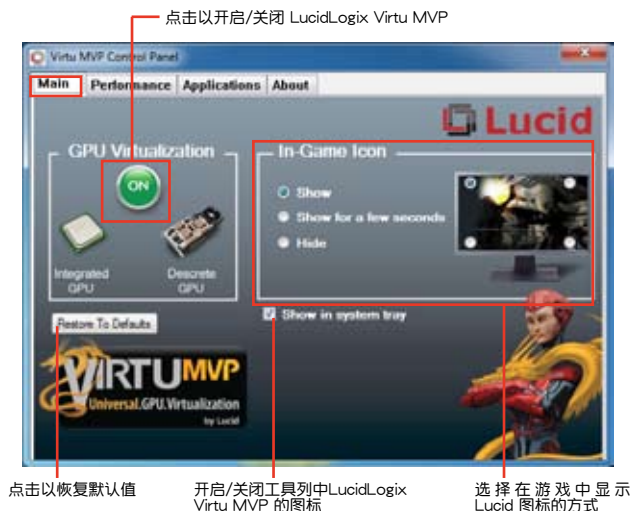 点击以开启/关闭 LucidLogix Virtu MVP
Virtu MVP Control Panel
Main Performance Applications About
Lucid
GPU Virtualization
In-Game Icon
ON
Show
Show for a few seconds
Hide
Integrated GPU
Descrete GPU
Restore To Defaults
Show in system tray
VIRTU MVP
Universal.GPU.Virtualization
by Lucid
点击以恢复默认值
开启/关闭工具列中LucidLogix
Virtu MVP 的图标
选择在游戏中显示
Lucid 图标的方式